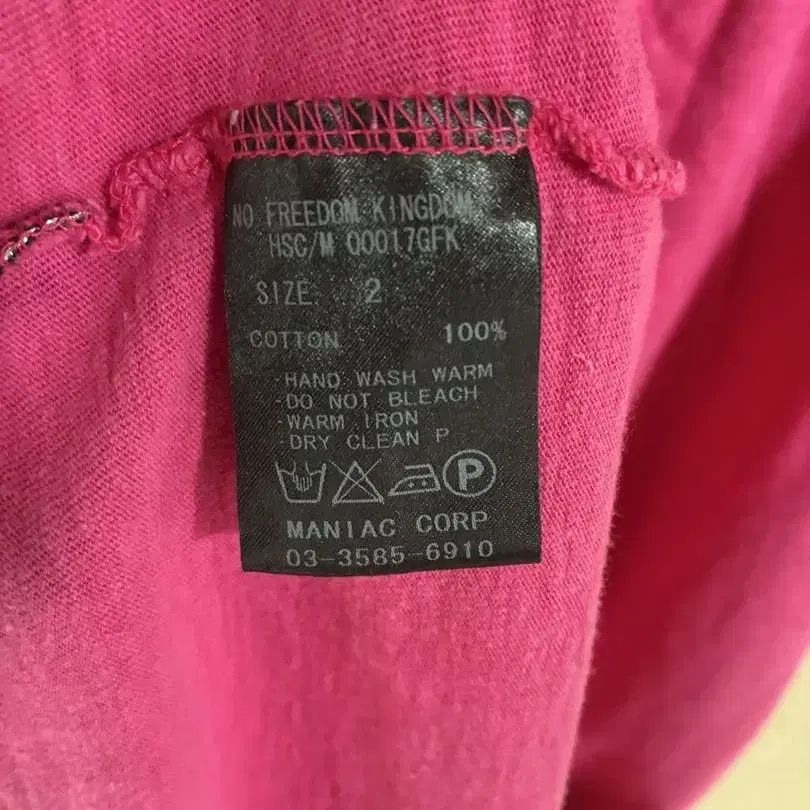 NO FREEDOM KINGDOM
HSC/M 00017GFK
SIZE: 2
COTTON 100%
·HAND WASH WARM
·DO NOT BLEACH
·WARM IRON
·DRY CLEAN P
P
MANIAC CORP
03-3585-6910